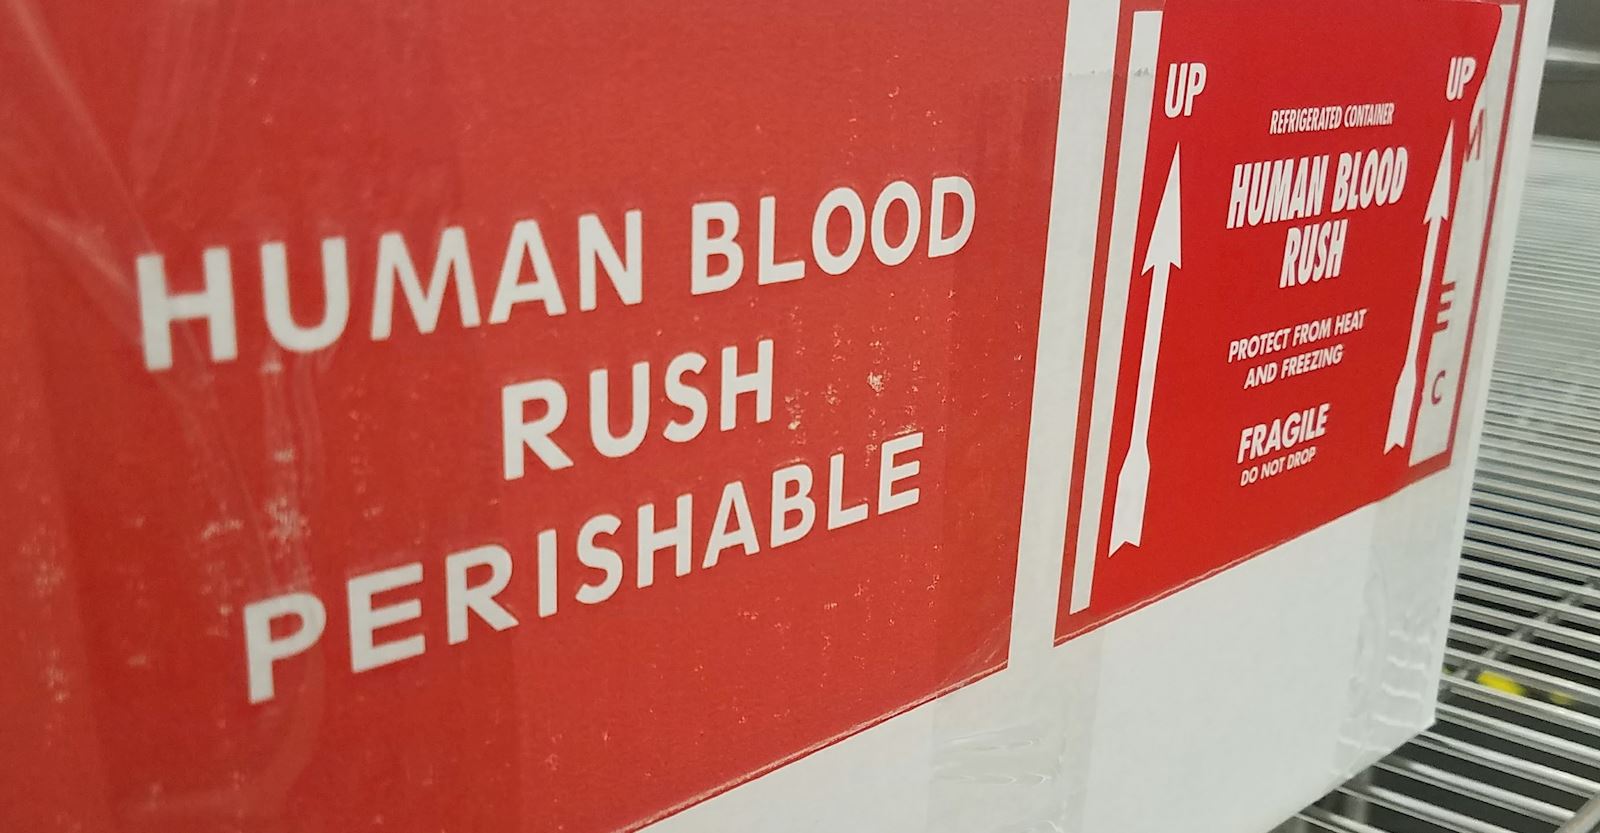 HUMAN BLOOD
RUSH
PERISHABLE
UP
UP
REFRIGERATED CONTAINER
HUMAN BLOOD
RUSH
PROTECT FROM HEAT
AND FREEZING
FRAGILE
DO NOT DROP